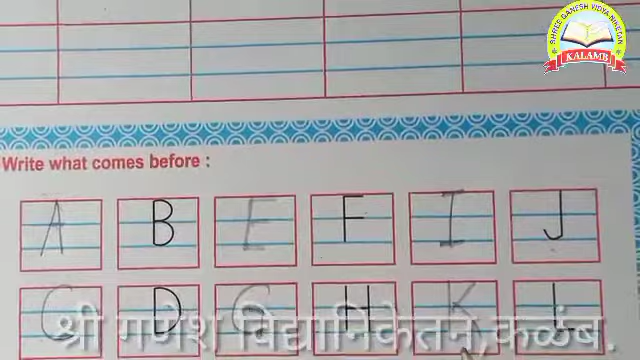 SHREE GANESH VIDYA NIKETAN
KALAMB
Write what comes before :
A B E F I J
C D G H K L
श्री गणेश विद्यानिकेतन,कळंब.